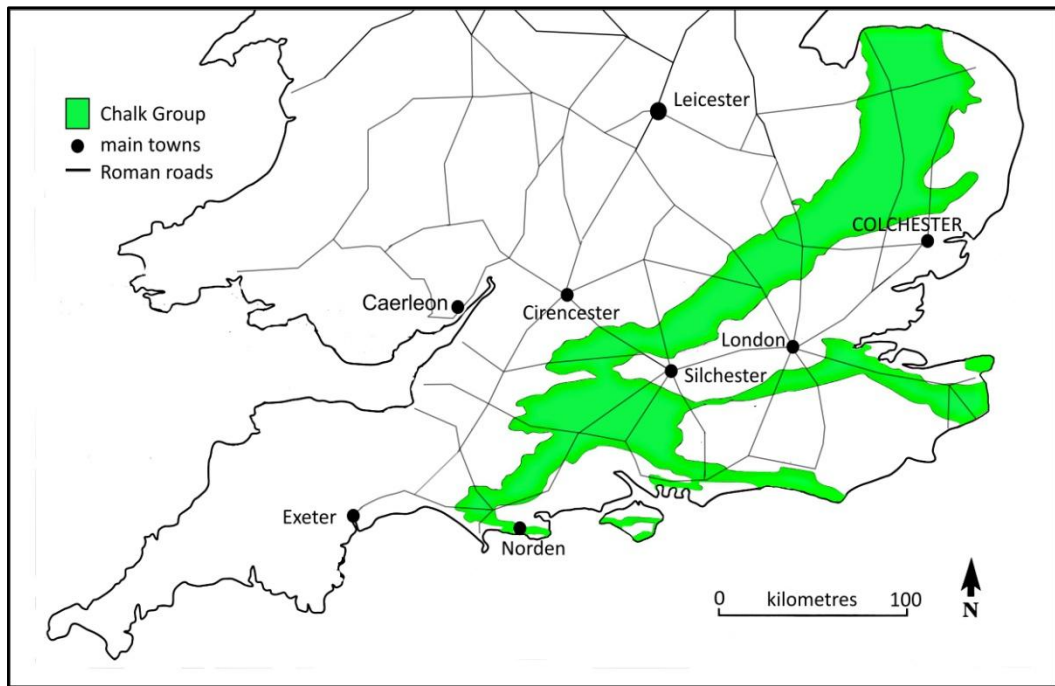 Chalk Group
main towns
Roman roads
Leicester
COLCHESTER
Caerleon
Cirencester
London
Silchester
Exeter
Norden
0 kilometres 100
N